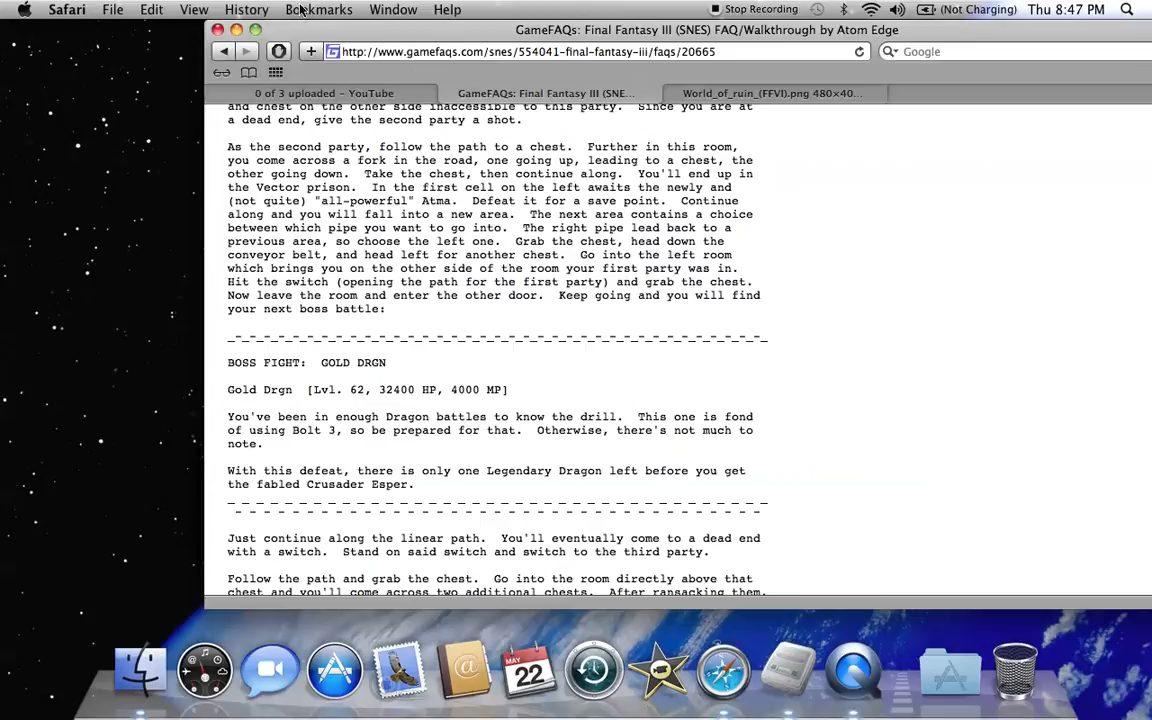 Safari File Edit View History Bookmarks Window Help Stop Recording (Not Charging) Thu 8:47 PM
GameFAQs: Final Fantasy III (SNES) FAQ/Walkthrough by Atom Edge
http://www.gamefaqs.com/snes/554041-final-fantasy-iii/faqs/20665 Google
0 of 3 uploaded – YouTube GameFAQs: Final Fantasy III (SNE... World_of_ruin_(FFVI).png 480×40...
and chest on the other side inaccessible to this party.  Since you are at
a dead end, give the second party a shot.
As the second party, follow the path to a chest.  Further in this room,
you come across a fork in the road, one going up, leading to a chest, the
other going down.  Take the chest, then continue along.  You'll end up in
the Vector prison.  In the first cell on the left awaits the newly and
(not quite) "all-powerful" Atma.  Defeat it for a save point.  Continue
along and you will fall into a new area.  The next area contains a choice
between which pipe you want to go into.  The right pipe lead back to a
previous area, so choose the left one.  Grab the chest, head down the
conveyor belt, and head left for another chest.  Go into the left room
which brings you on the other side of the room your first party was in.
Hit the switch (opening the path for the first party) and grab the chest.
Now leave the room and enter the other door.  Keep going and you will find
your next boss battle:
BOSS FIGHT:  GOLD DRGN
Gold Drgn  [Lvl. 62, 32400 HP, 4000 MP]
You've been in enough Dragon battles to know the drill.  This one is fond
of using Bolt 3, so be prepared for that.  Otherwise, there's not much to
note.
With this defeat, there is only one Legendary Dragon left before you get
the fabled Crusader Esper.
Just continue along the linear path.  You'll eventually come to a dead end
with a switch.  Stand on said switch and switch to the third party.
Follow the path and grab the chest.  Go into the room directly above that
chest and you'll come across two additional chests.  After ransacking them,
MAY
22